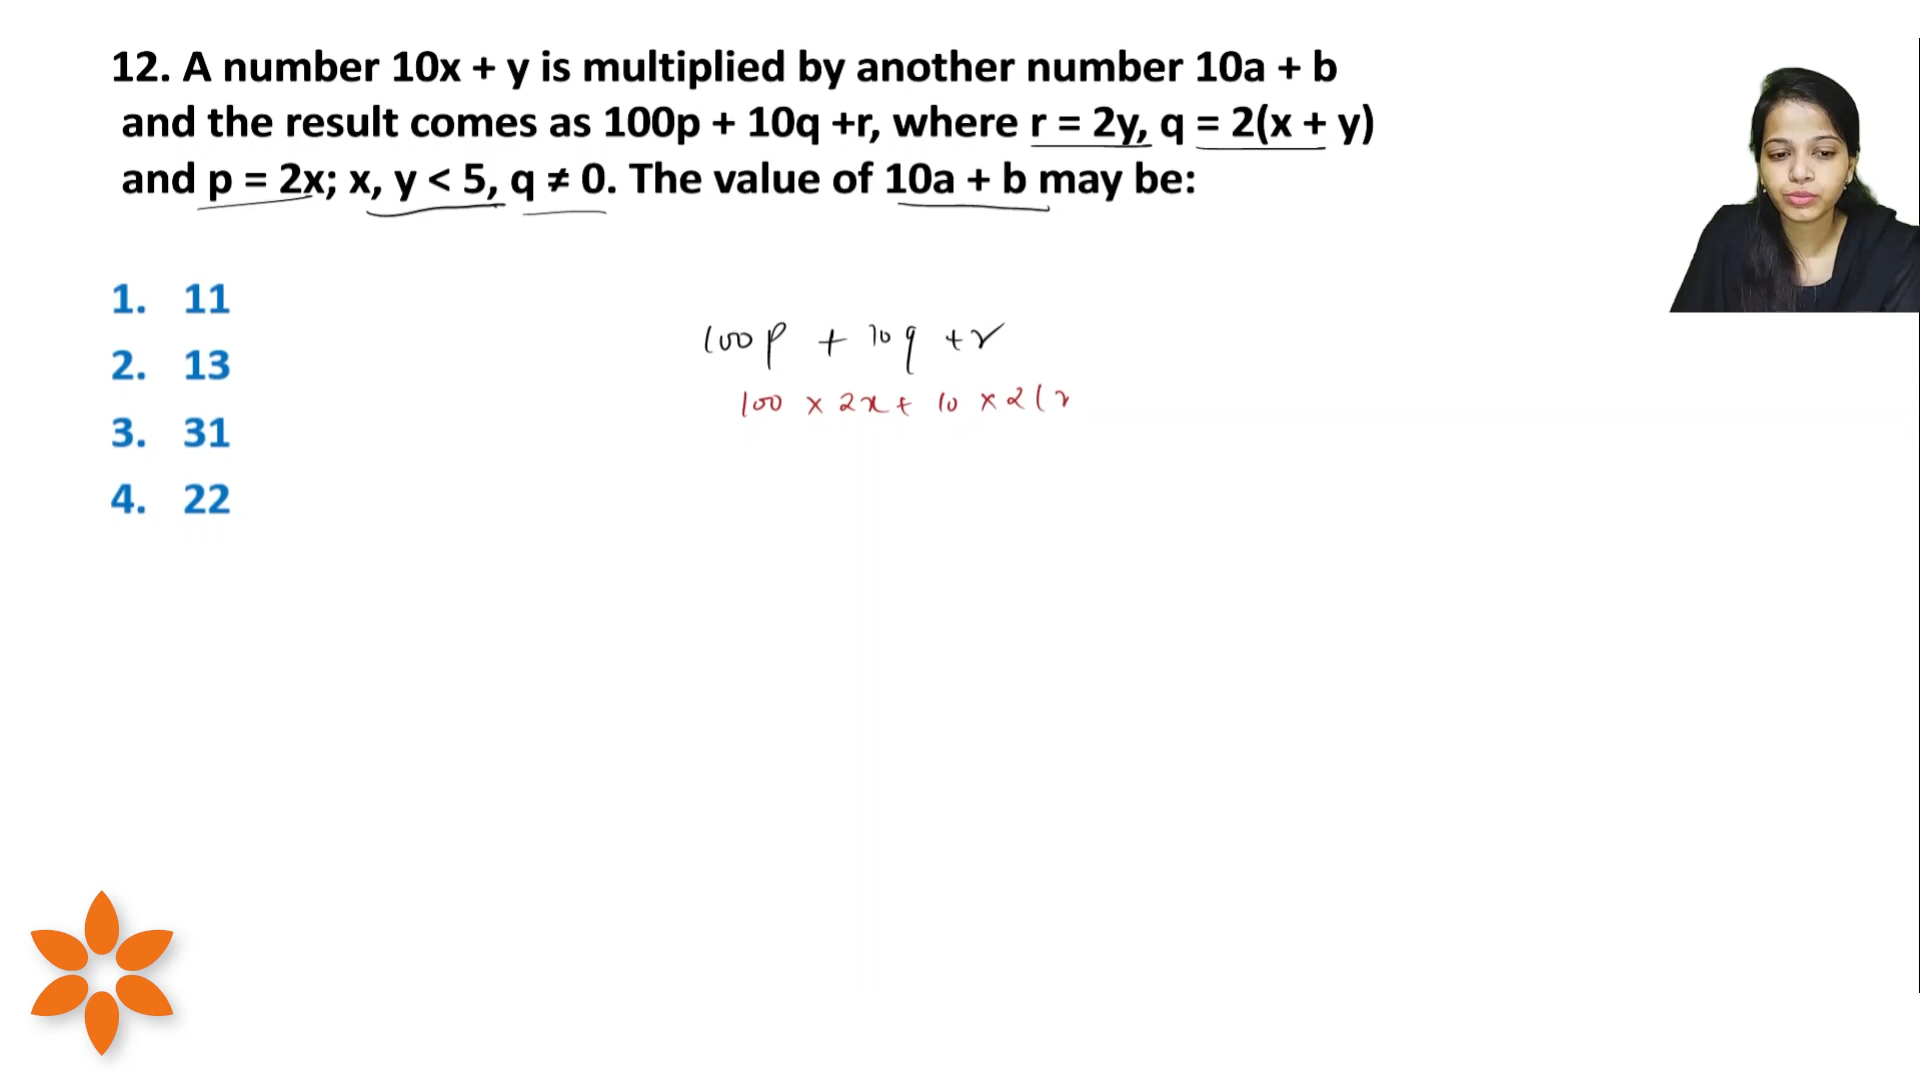 12. A number 10x + y is multiplied by another number 10a + b
and the result comes as 100p + 10q +r, where r = 2y, q = 2(x + y)
and p = 2x; x, y < 5, q ≠ 0. The value of 10a + b may be:
1. 11
2. 13
3. 31
4. 22
100p + 10q + r
100 × 2x + 10 × 2(